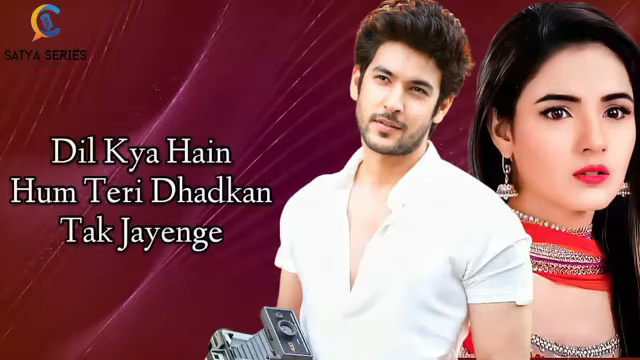 SATYA SERIES
Dil Kya Hain
Hum Teri Dhadkan
Tak Jayenge